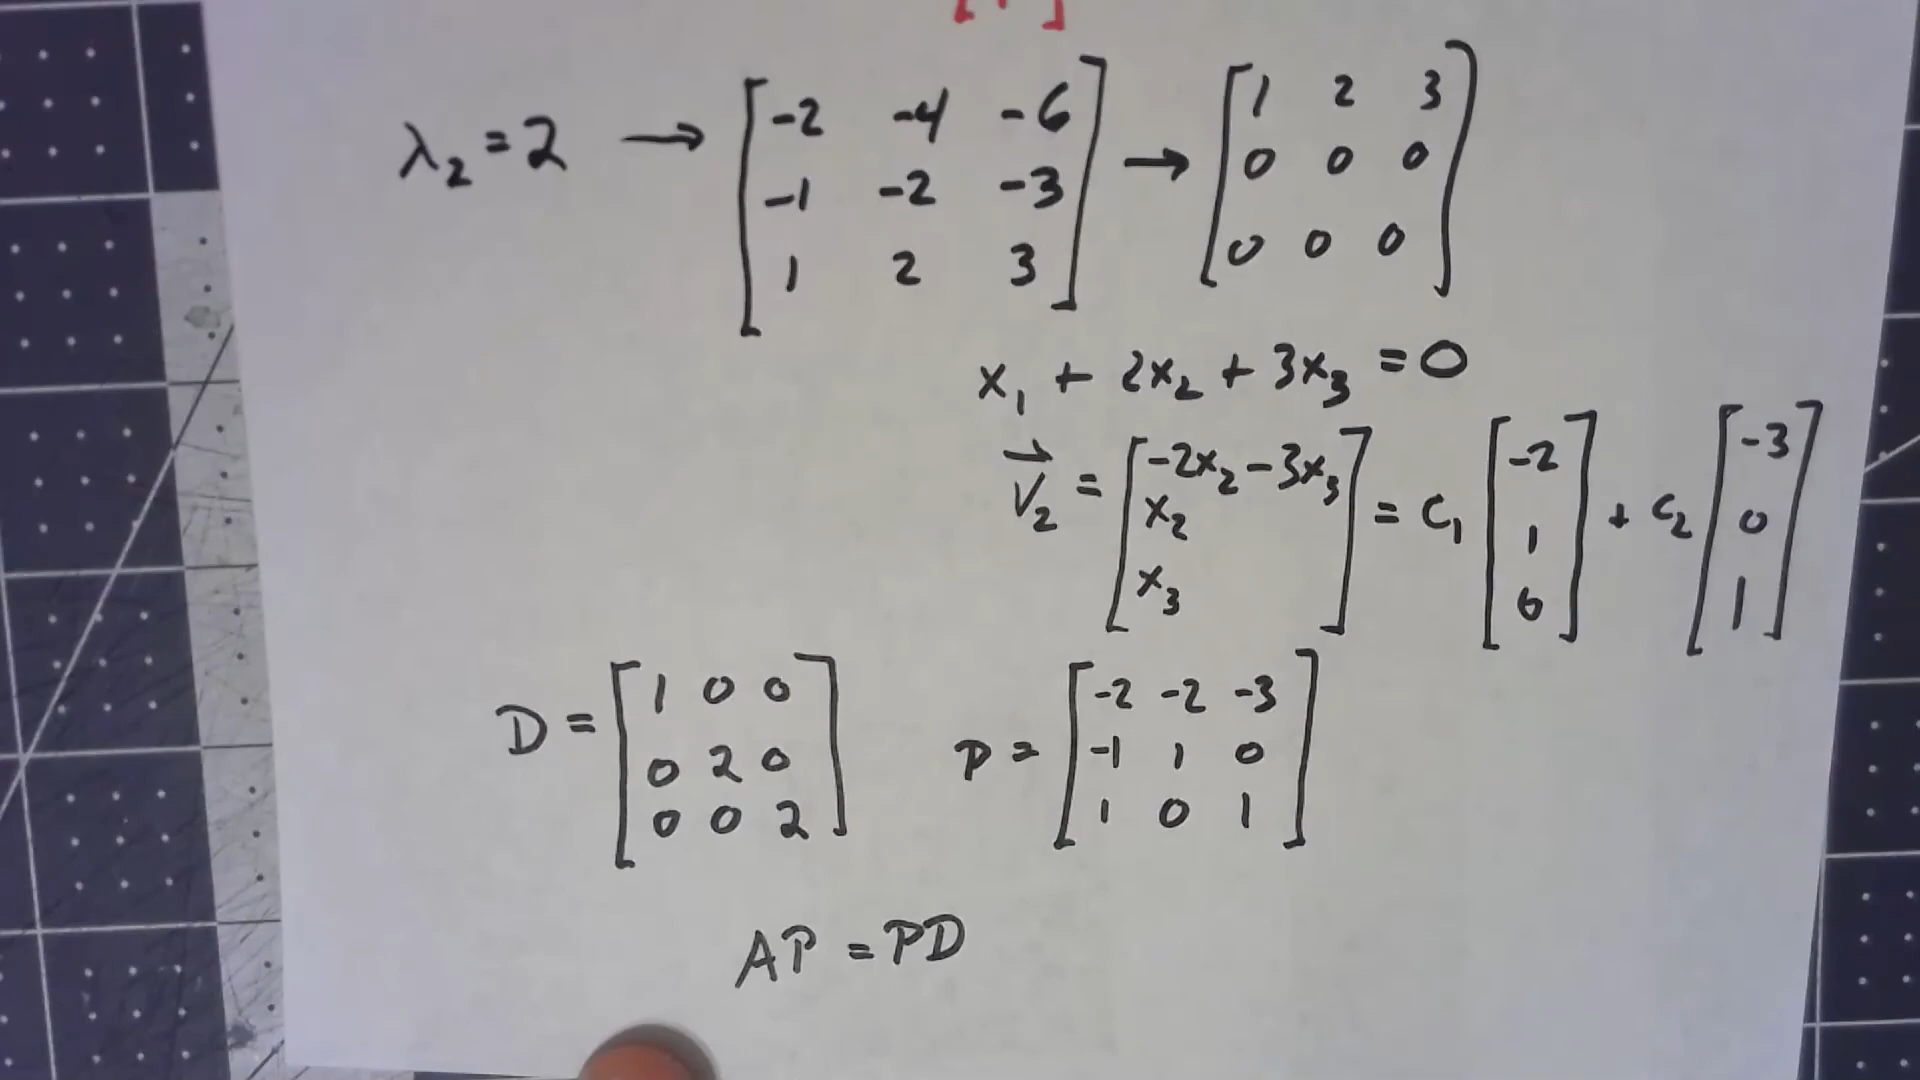 λ₂ = 2 → [-2 -4 -6; -1 -2 -3; 1 2 3] → [1 2 3; 0 0 0; 0 0 0]
x₁ + 2x₂ + 3x₃ = 0
V₂ = [-2x₂ - 3x₃; x₂; x₃] = C₁ [-2; 1; 0] + C₂ [-3; 0; 1]
D = [1 0 0; 0 2 0; 0 0 2] P = [-2 -2 -3; -1 1 0; 1 0 1]
AP = PD